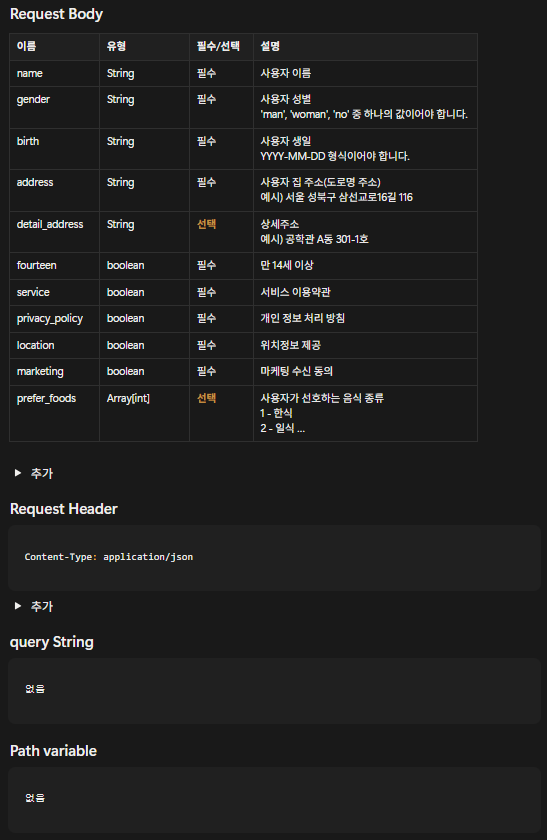 Request Body
이름 유형 필수/선택 설명
name String 필수 사용자 이름
gender String 필수 사용자 성별
'man', 'woman', 'no' 중 하나의 값이어야 합니다.
birth String 필수 사용자 생일
YYYY-MM-DD 형식이어야 합니다.
address String 필수 사용자 집 주소(도로명 주소)
예시) 서울 성북구 삼선교로16길 116
detail_address String 선택 상세주소
예시) 공학관 A동 301-1호
fourteen boolean 필수 만 14세 이상
service boolean 필수 서비스 이용약관
privacy_policy boolean 필수 개인 정보 처리 방침
location boolean 필수 위치정보 제공
marketing boolean 필수 마케팅 수신 동의
prefer_foods Array[int] 선택 사용자가 선호하는 음식 종류
1 - 한식
2 - 일식 ...
추가
Request Header
Content-Type: application/json
추가
query String
없음
Path variable
없음